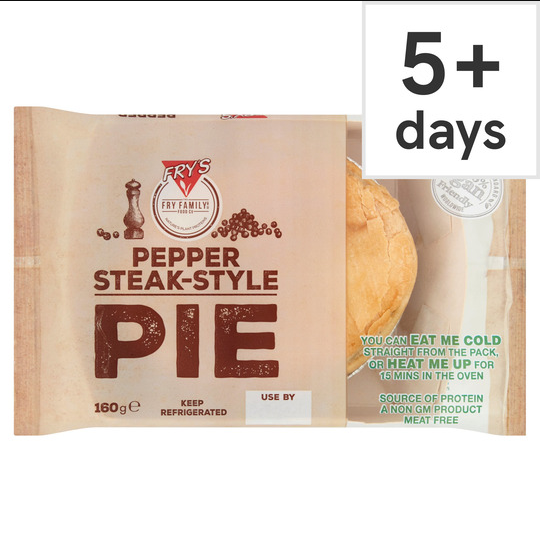 5+
days
FRY'S
FRY FAMILY
FOOD CO
PEPPER
STEAK-STYLE
PIE
160g e
KEEP
REFRIGERATED
USE BY
YOU CAN EAT ME COLD
STRAIGHT FROM THE PACK,
OR HEAT ME UP FOR
15 MINS IN THE OVEN
SOURCE OF PROTEIN
A NON GM PRODUCT
MEAT FREE